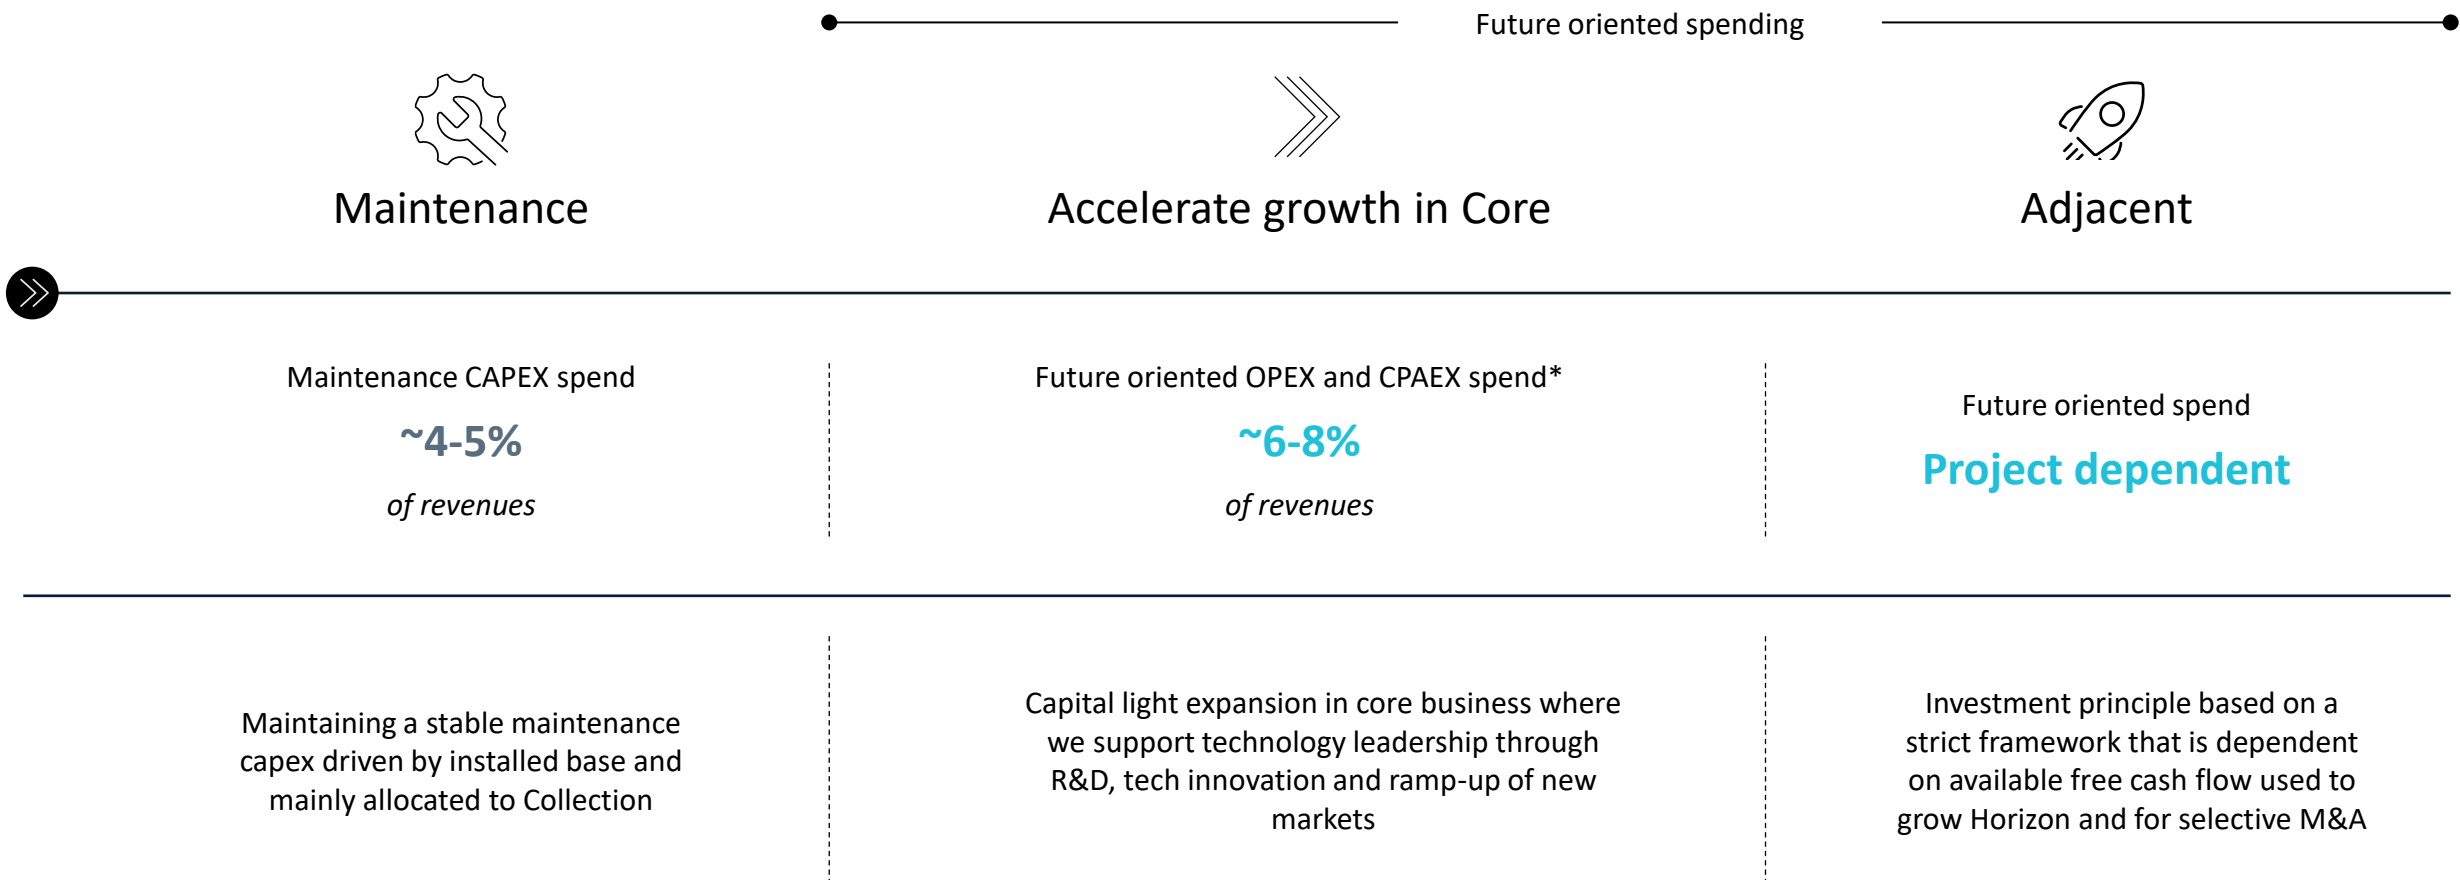 Future oriented spending
Maintenance
Accelerate growth in Core
Adjacent
Maintenance CAPEX spend
~4-5%
of revenues
Future oriented OPEX and CPAEX spend*
~6-8%
of revenues
Future oriented spend
Project dependent
Maintaining a stable maintenance
capex driven by installed base and
mainly allocated to Collection
Capital light expansion in core business where
we support technology leadership through
R&D, tech innovation and ramp-up of new
markets
Investment principle based on a
strict framework that is dependent
on available free cash flow used to
grow Horizon and for selective M&A